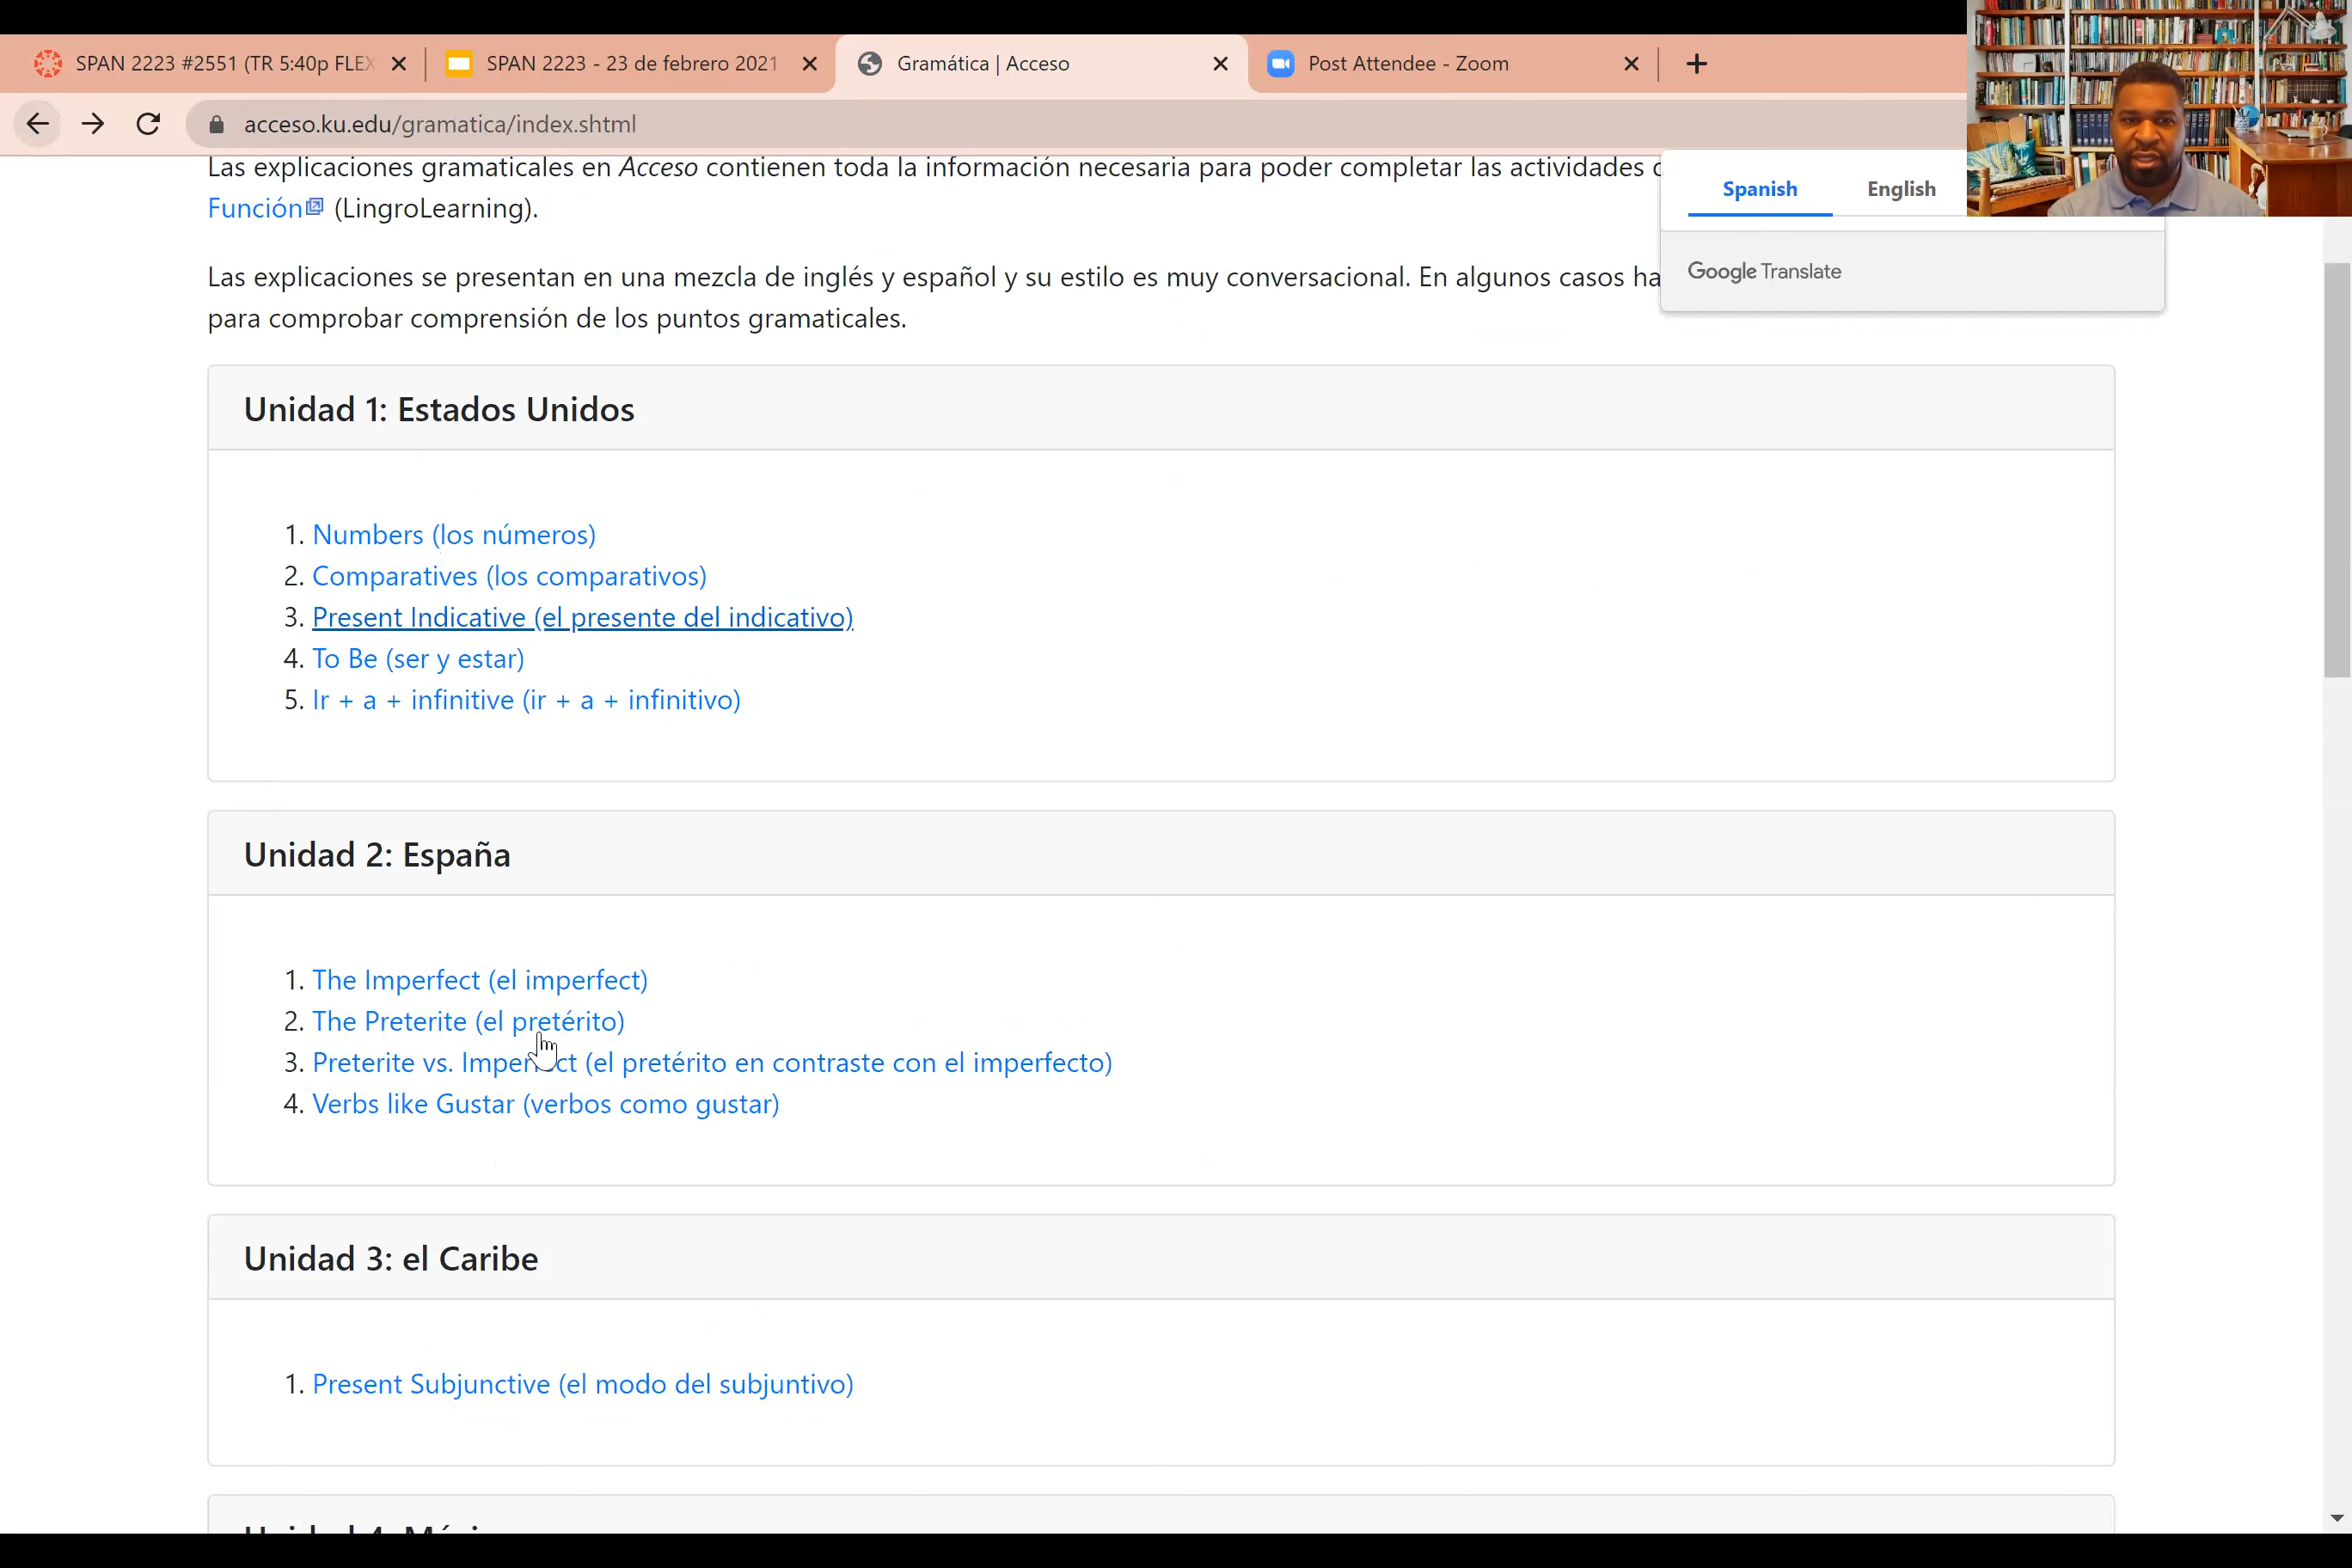 SPAN 2223 #2551 (TR 5:40p FLEX
SPAN 2223 - 23 de febrero 2021
Gramática | Acceso
Post Attendee - Zoom
acceso.ku.edu/gramatica/index.shtml
Las explicaciones gramaticales en Acceso contienen toda la información necesaria para poder completar las actividades
Función (LingroLearning).
Las explicaciones se presentan en una mezcla de inglés y español y su estilo es muy conversacional. En algunos casos ha
para comprobar comprensión de los puntos gramaticales.
Spanish
English
Google Translate
Unidad 1: Estados Unidos
1. Numbers (los números)
2. Comparatives (los comparativos)
3. Present Indicative (el presente del indicativo)
4. To Be (ser y estar)
5. Ir + a + infinitive (ir + a + infinitivo)
Unidad 2: España
1. The Imperfect (el imperfect)
2. The Preterite (el pretérito)
3. Preterite vs. Imperfect (el pretérito en contraste con el imperfecto)
4. Verbs like Gustar (verbos como gustar)
Unidad 3: el Caribe
1. Present Subjunctive (el modo del subjuntivo)